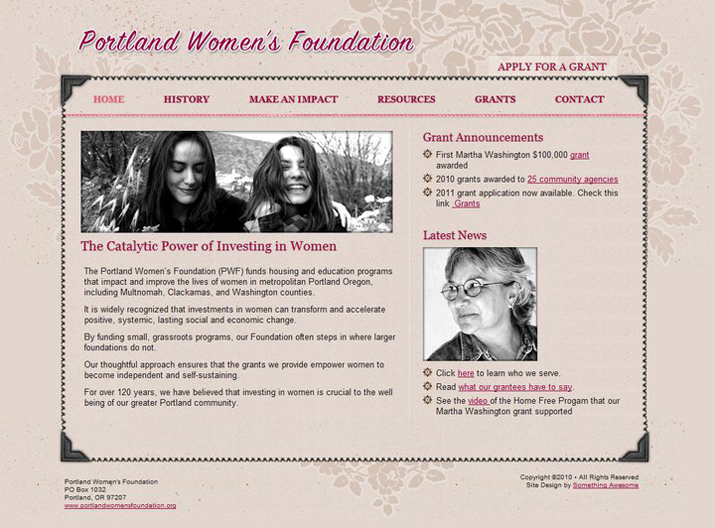 Portland Women's Foundation
APPLY FOR A GRANT
HOME HISTORY MAKE AN IMPACT RESOURCES GRANTS CONTACT
The Catalytic Power of Investing in Women
The Portland Women's Foundation (PWF) funds housing and education programs
that impact and improve the lives of women in metropolitan Portland Oregon,
including Multnomah, Clackamas, and Washington counties.
It is widely recognized that investments in women can transform and accelerate
positive, systemic, lasting social and economic change.
By funding small, grassroots programs, our Foundation often steps in where larger
foundations do not.
Our thoughtful approach ensures that the grants we provide empower women to
become independent and self-sustaining.
For over 120 years, we have believed that investing in women is crucial to the well
being of our greater Portland community.
Grant Announcements
First Martha Washington $100,000 grant
awarded
2010 grants awarded to 25 community agencies
2011 grant application now available. Check this
link Grants
Latest News
Click here to learn who we serve.
Read what our grantees have to say.
See the video of the Home Free Progam that our
Martha Washington grant supported
Portland Women's Foundation
PO Box 1032
Portland, OR 97207
www.portlandwomensfoundation.org
Copyright ©2010 • All Rights Reserved
Site Design by Something Awesome